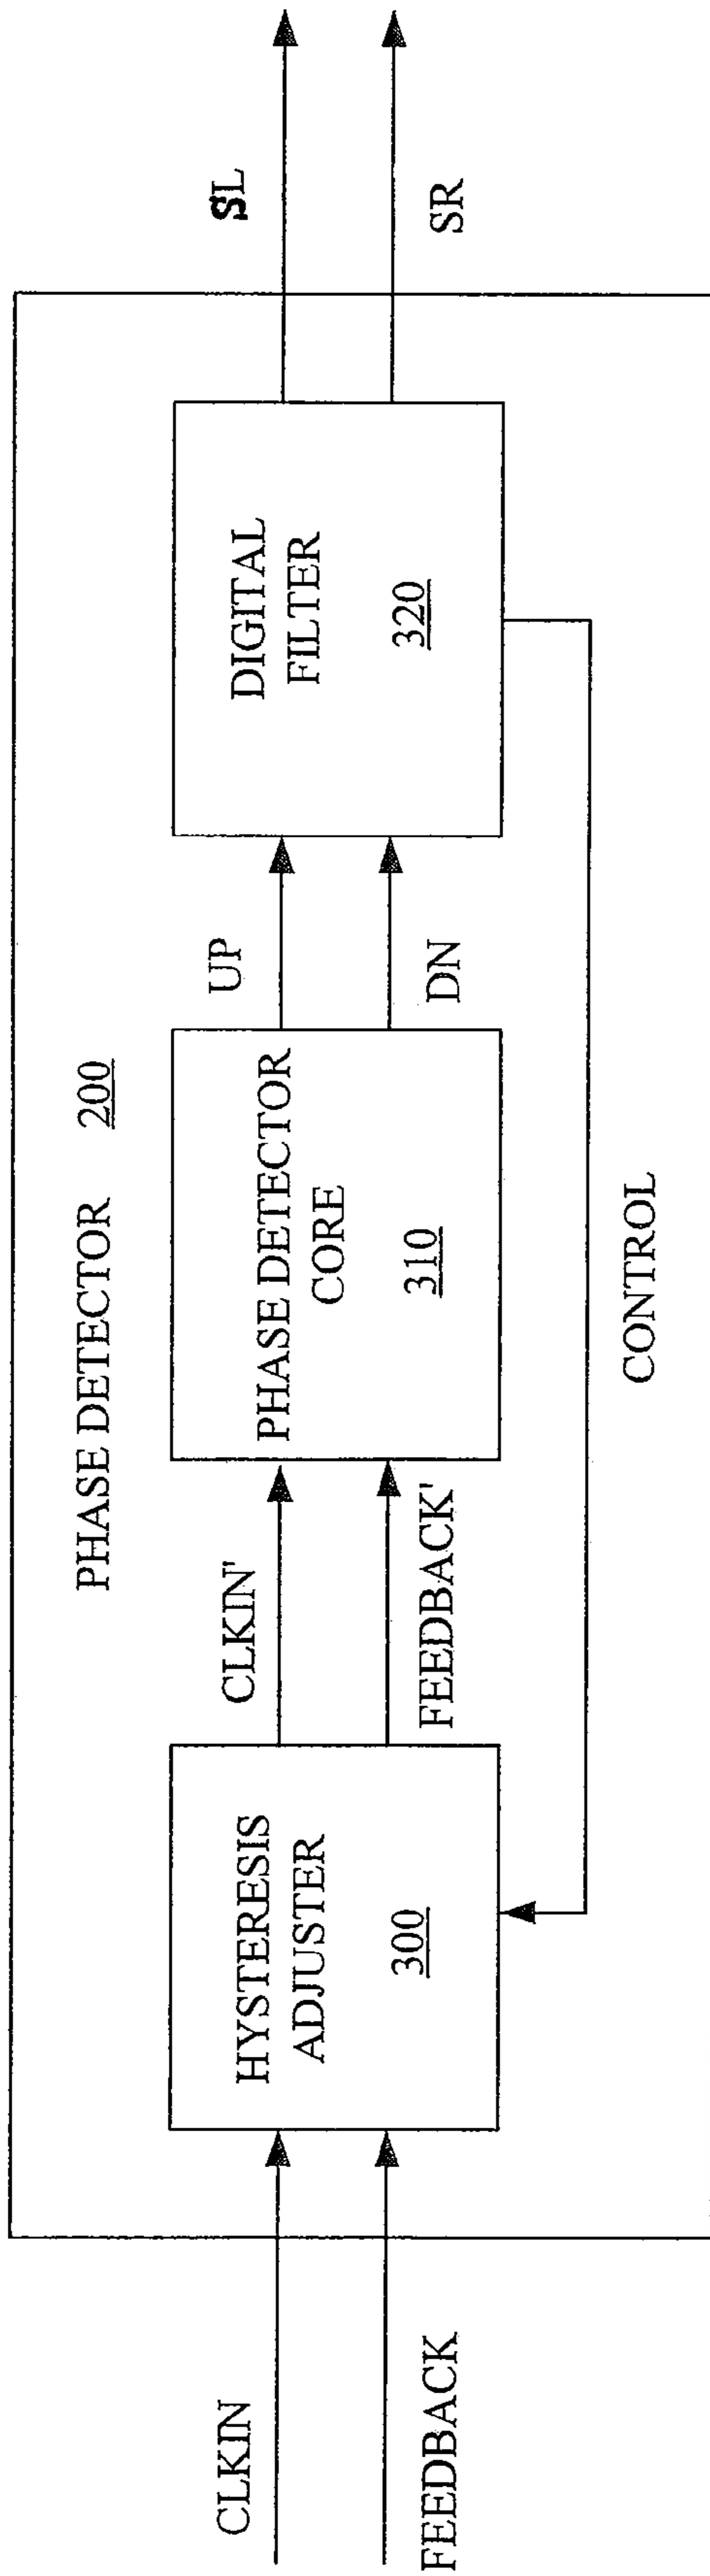 PHASE DETECTOR 200
CLKIN
FEEDBACK
HYSTERESIS
ADJUSTER
300
CLKIN'
FEEDBACK'
PHASE DETECTOR
CORE
310
UP
DN
DIGITAL
FILTER
320
SL
SR
CONTROL